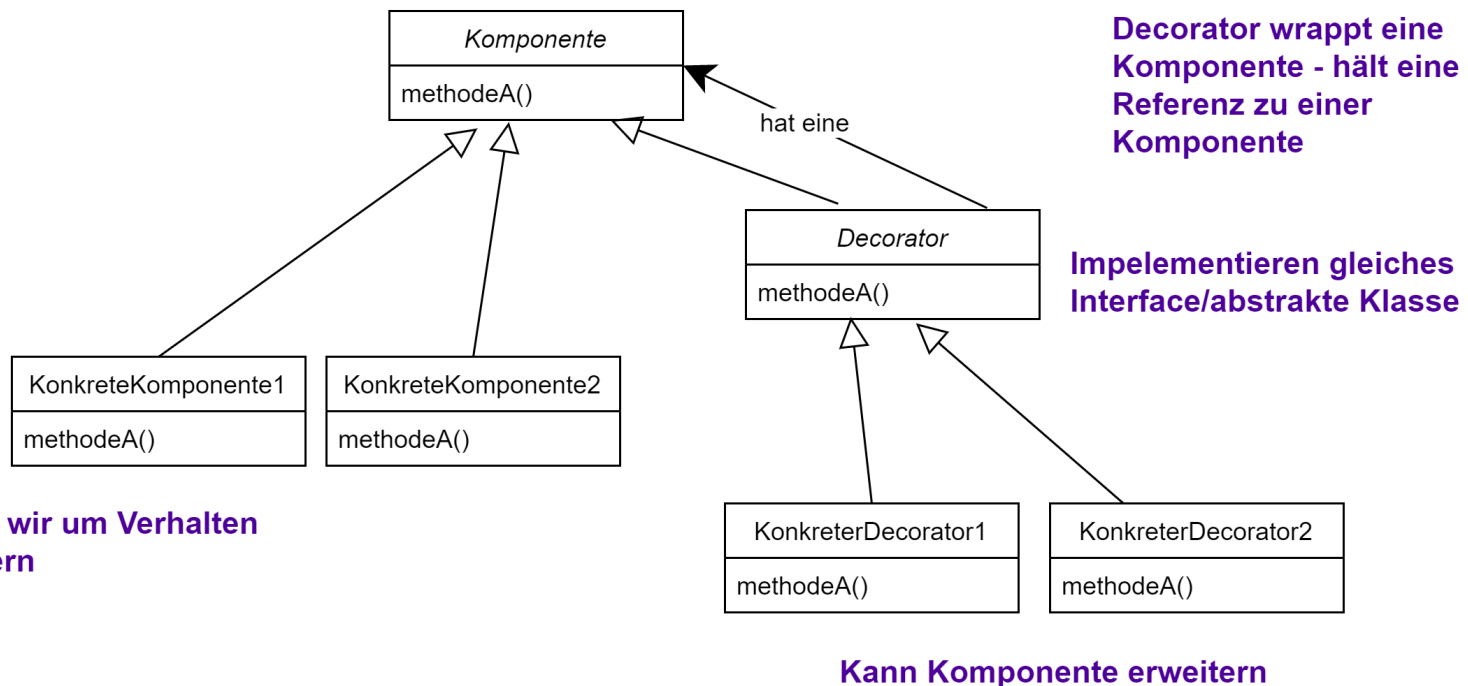 Komponente
methodeA()
hat eine
Decorator wrappt eine
Komponente - hält eine
Referenz zu einer
Komponente
Decorator
methodeA()
Impelementieren gleiches
Interface/abstrakte Klasse
KonkreteKomponente1
methodeA()
KonkreteKomponente2
methodeA()
wir um Verhalten
ern
KonkreterDecorator1
methodeA()
KonkreterDecorator2
methodeA()
Kann Komponente erweitern